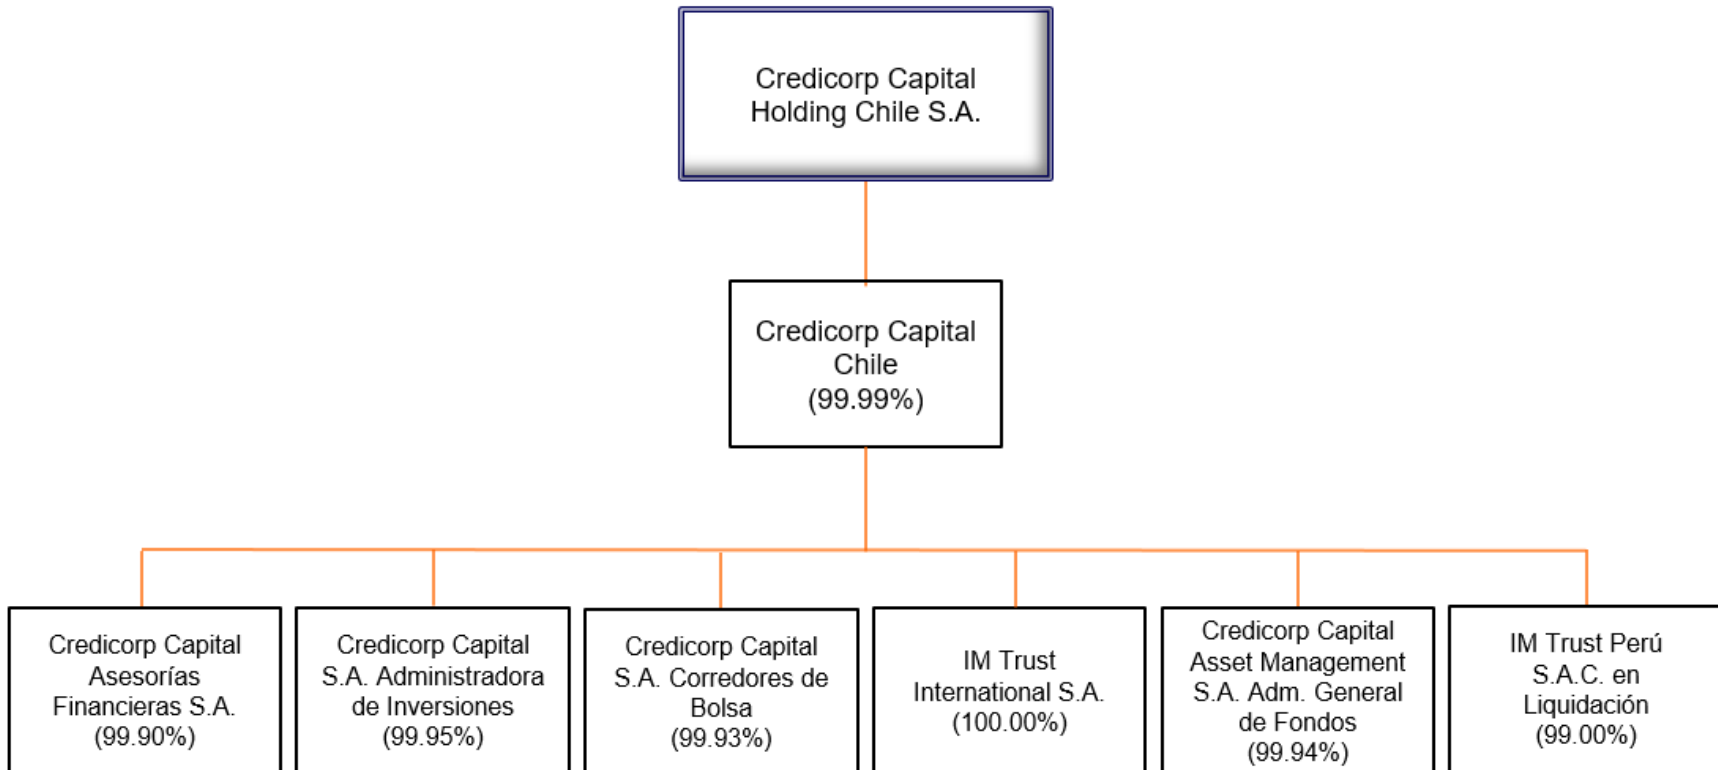 Credicorp Capital
Holding Chile S.A.
Credicorp Capital
Chile
(99.99%)
Credicorp Capital
Asesorías
Financieras S.A.
(99.90%)
Credicorp Capital
S.A. Administradora
de Inversiones
(99.95%)
Credicorp Capital
S.A. Corredores de
Bolsa
(99.93%)
IM Trust
International S.A.
(100.00%)
Credicorp Capital
Asset Management
S.A. Adm. General
de Fondos
(99.94%)
IM Trust Perú
S.A.C. en
Liquidación
(99.00%)